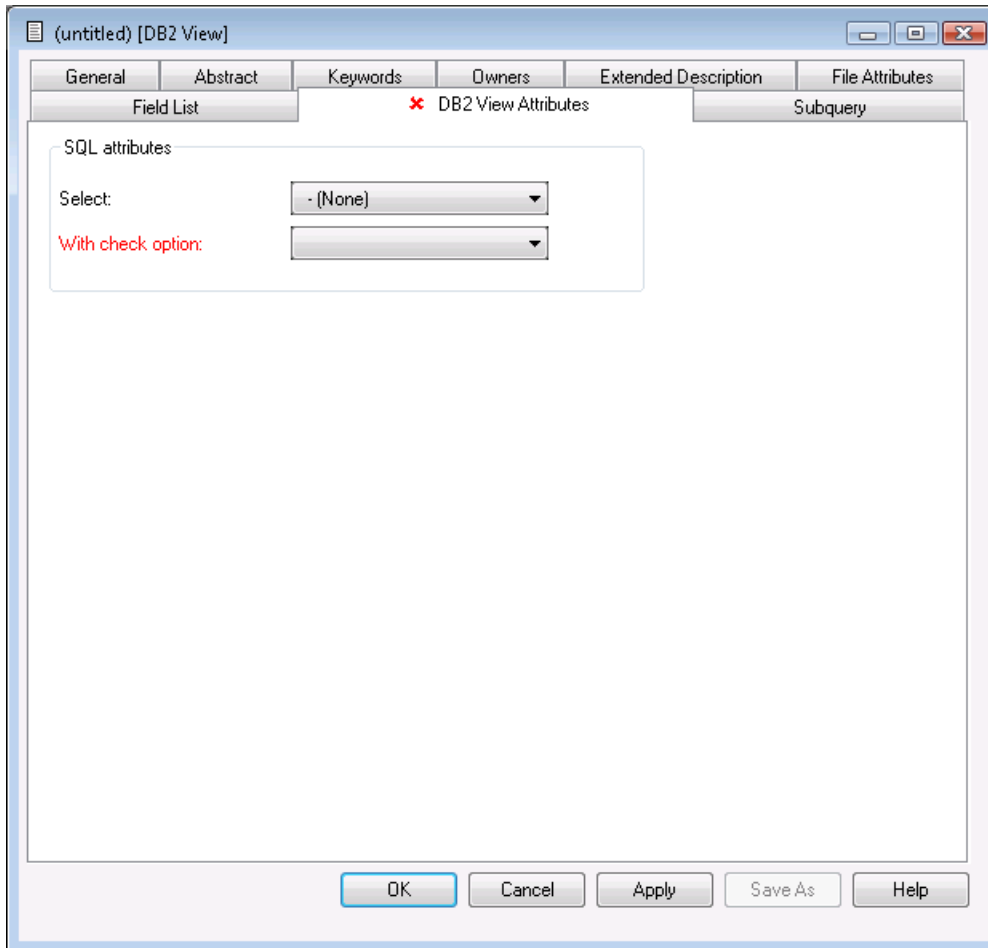 (untitled) [DB2 View]
General Abstract Keywords Owners Extended Description File Attributes
Field List DB2 View Attributes Subquery
SQL attributes
Select: - (None)
With check option:
OK Cancel Apply Save As Help